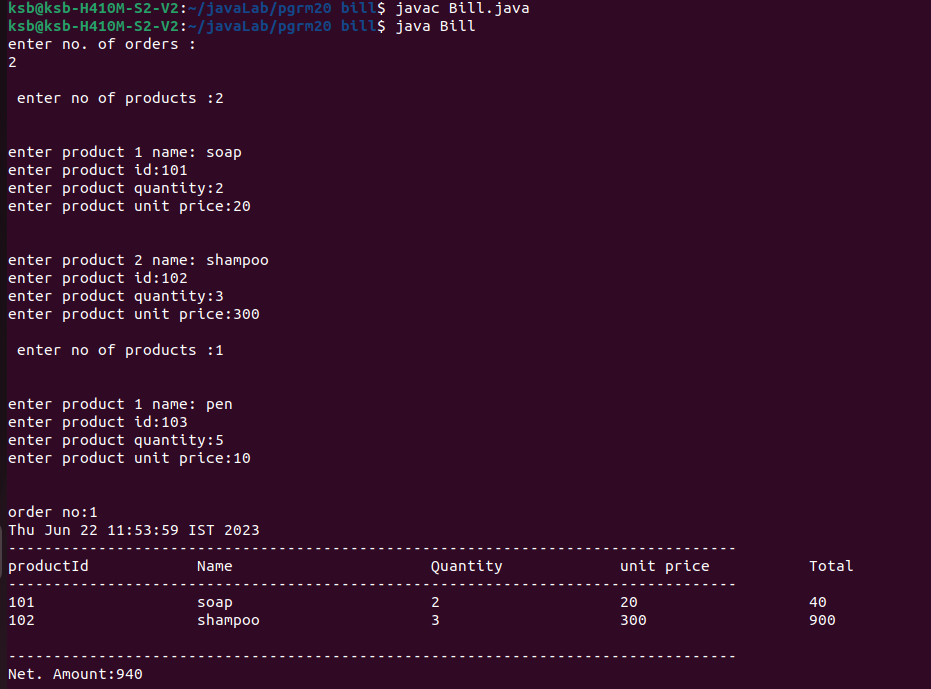 ksb@ksb-H410M-S2-V2:~/javaLab/pgrm20 bill$ javac Bill.java
ksb@ksb-H410M-S2-V2:~/javaLab/pgrm20 bill$ java Bill
enter no. of orders :
2
enter no of products :2
enter product 1 name: soap
enter product id:101
enter product quantity:2
enter product unit price:20
enter product 2 name: shampoo
enter product id:102
enter product quantity:3
enter product unit price:300
enter no of products :1
enter product 1 name: pen
enter product id:103
enter product quantity:5
enter product unit price:10
order no:1
Thu Jun 22 11:53:59 IST 2023
---------------------------------------------------------------------------------
productId Name Quantity unit price Total
---------------------------------------------------------------------------------
101 soap 2 20 40
102 shampoo 3 300 900
---------------------------------------------------------------------------------
Net. Amount:940